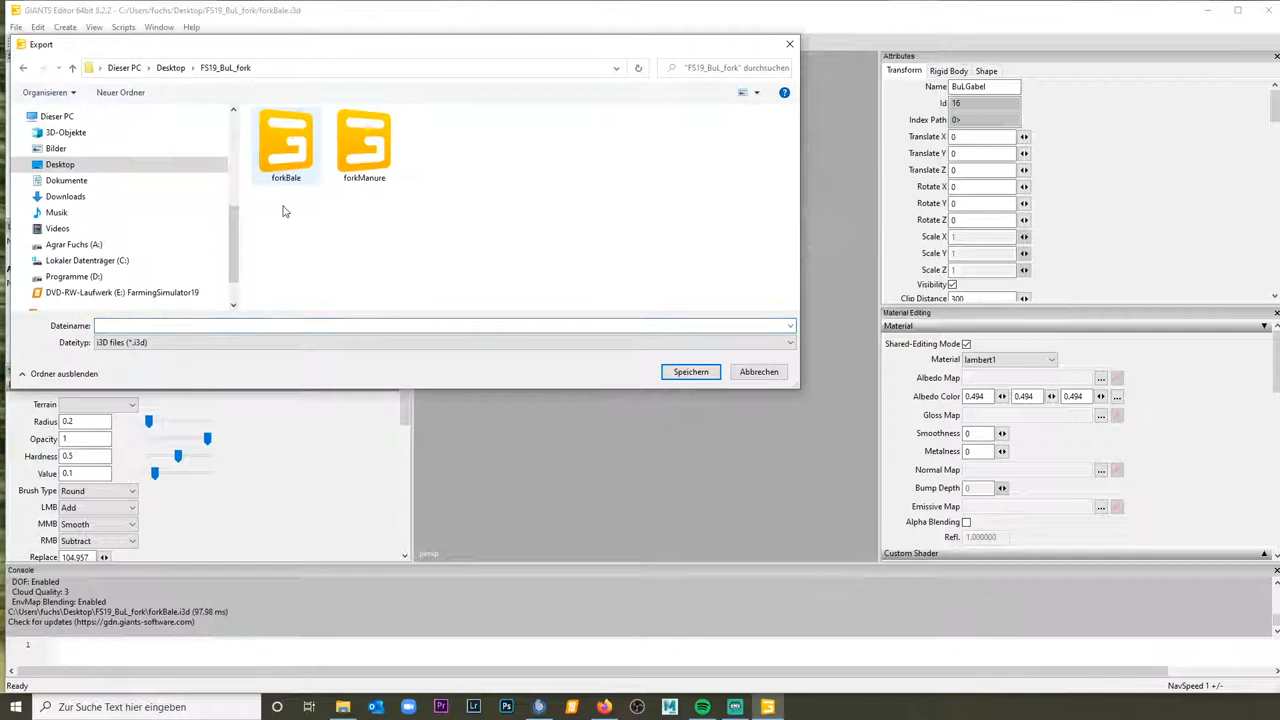 GIANTS Editor 64bit 8.2.2 - C:/Users/fuchs/Desktop/FS19_BuL_fork/forkBale.i3d
File Edit Create View Scripts Window Help
Export
Dieser PC > Desktop > FS19_BuL_fork
"FS19_BuL_fork" durchsuchen
Organisieren Neuer Ordner
Dieser PC
3D-Objekte
Bilder
Desktop
Dokumente
Downloads
Musik
Videos
Agrar Fuchs (A:)
Lokaler Datenträger (C:)
Programme (D:)
DVD-RW-Laufwerk (E:) FarmingSimulator19
forkBale forkManure
Dateiname:
Dateityp: i3D files (*.i3d)
Ordner ausblenden
Speichern Abbrechen
Attributes
Transform Rigid Body Shape
Name BuLGabel
Id 16
Index Path 0>
Translate X 0
Translate Y 0
Translate Z 0
Rotate X 0
Rotate Y 0
Rotate Z 0
Scale X 1
Scale Y 1
Scale Z 1
Visibility
Clip Distance 300
Material Editing
Material
Shared-Editing Mode
Material lambert1
Albedo Map ...
Albedo Color 0.494 0.494 0.494 ...
Gloss Map ...
Smoothness 0
Metalness 0
Normal Map ...
Bump Depth 0
Emissive Map ...
Alpha Blending
Refl. 1.000000
Custom Shader
Terrain
Radius 0.2
Opacity 1
Hardness 0.5
Value 0.1
Brush Type Round
LMB Add
MMB Smooth
RMB Subtract
Replace 104.957
persp
Console
DOF: Enabled
Cloud Quality: 3
EnvMap Blending: Enabled
C:\Users\fuchs\Desktop\FS19_BuL_fork\forkBale.i3d (97.98 ms)
Check for updates (https://gdn.giants-software.com)
1
Ready
NavSpeed 1 +/-
Zur Suche Text hier eingeben
Pr Lr Ps